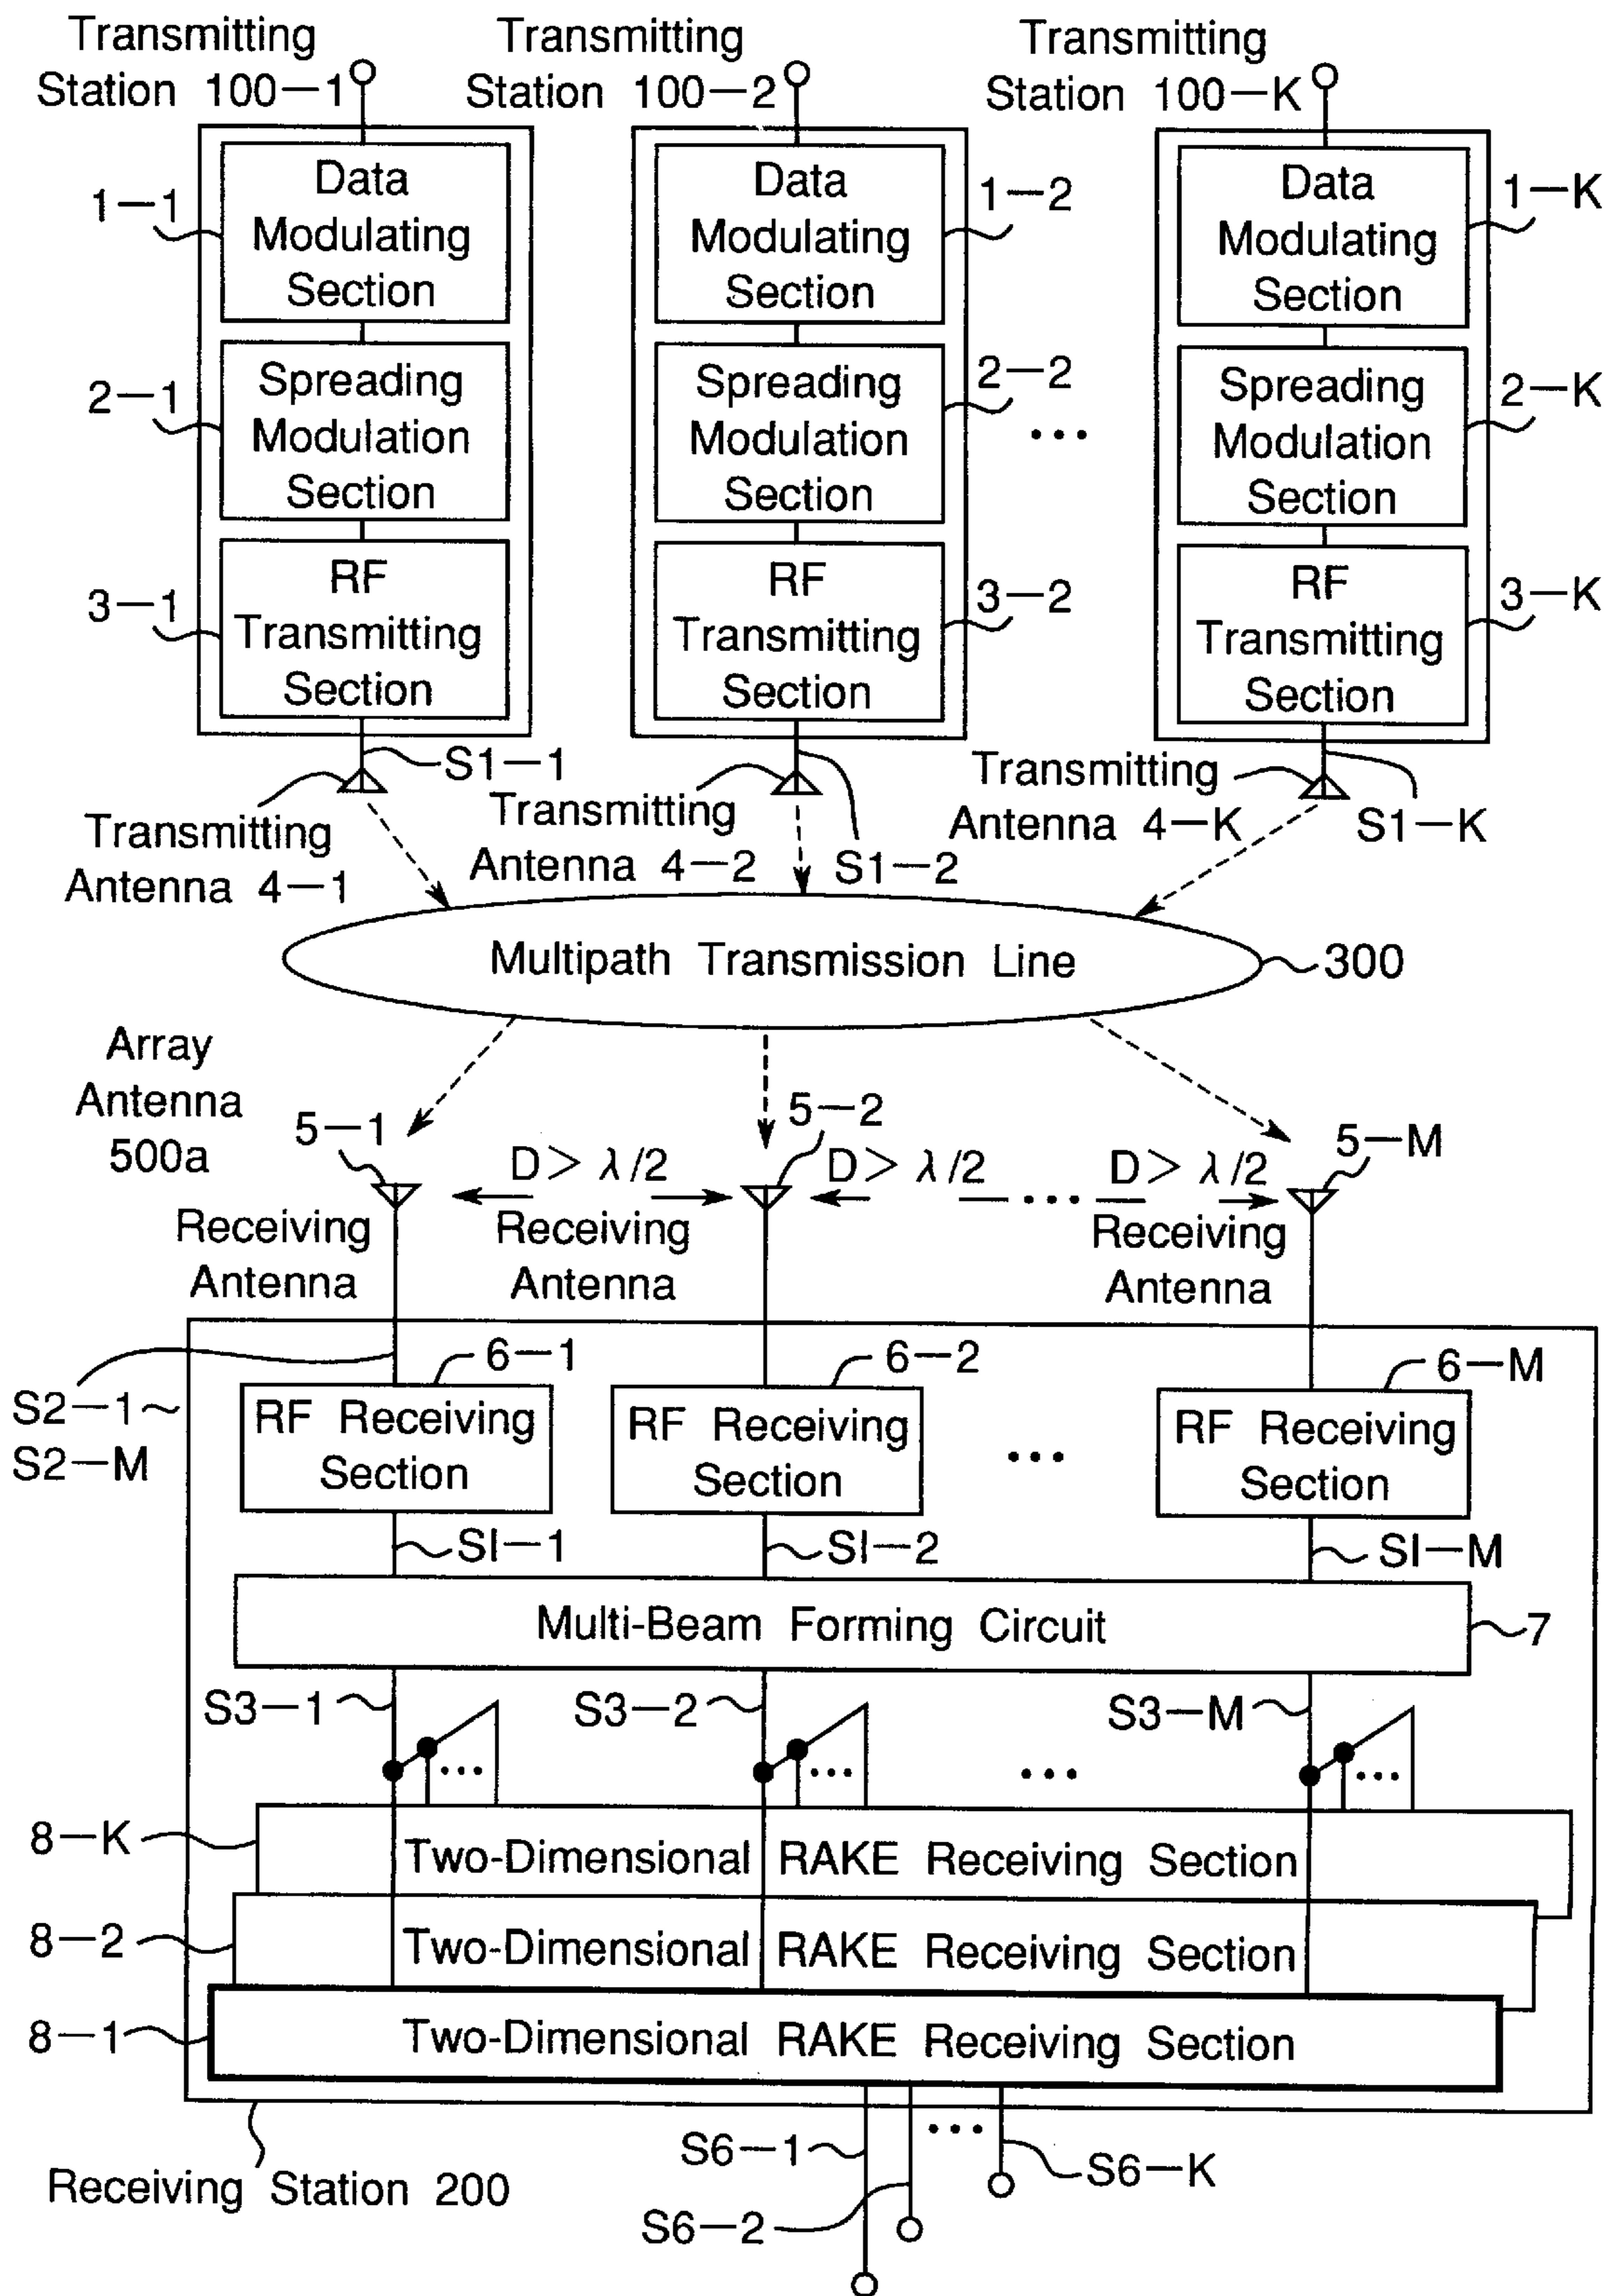 Transmitting
Station 100-1
Transmitting
Station 100-2
Transmitting
Station 100-K
1-1
Data
Modulating
Section
Data
Modulating
Section
1-2
Data
Modulating
Section
1-K
2-1
Spreading
Modulation
Section
Spreading
Modulation
Section
2-2
...
Spreading
Modulation
Section
2-K
3-1
RF
Transmitting
Section
RF
Transmitting
Section
3-2
RF
Transmitting
Section
3-K
S1-1
Transmitting
Antenna 4-1
Transmitting
Antenna 4-2
S1-2
Transmitting
Antenna 4-K
S1-K
Multipath Transmission Line
300
Array
Antenna
500a
5-1
5-2
5-M
D > λ/2
D > λ/2
...
D > λ/2
Receiving
Antenna
Receiving
Antenna
Receiving
Antenna
S2-1~
S2-M
6-1
6-2
6-M
RF Receiving
Section
RF Receiving
Section
...
RF Receiving
Section
SI-1
SI-2
SI-M
Multi-Beam Forming Circuit
7
S3-1
S3-2
S3-M
...
...
...
...
8-K
Two-Dimensional RAKE Receiving Section
8-2
Two-Dimensional RAKE Receiving Section
8-1
Two-Dimensional RAKE Receiving Section
Receiving Station 200
S6-1
S6-2
...
S6-K